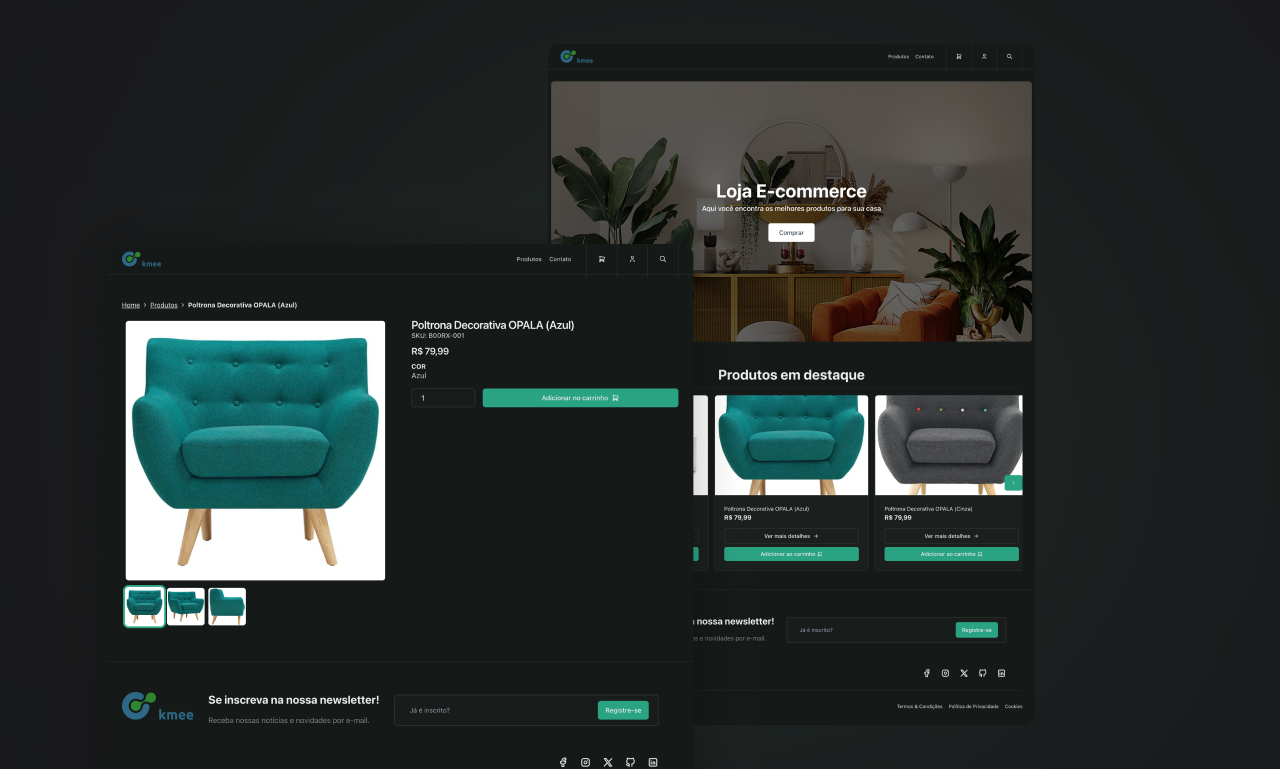 kmee
Produtos Contato
Loja E-commerce
Aqui você encontra os melhores produtos para sua casa
Comprar
Produtos em destaque
Poltrona Decorativa OPALA (Azul)
R$ 79,99
Ver mais detalhes →
Adicionar ao carrinho
Poltrona Decorativa OPALA (Cinza)
R$ 79,99
Ver mais detalhes →
Adicionar ao carrinho
nossa newsletter!
e novidades por e-mail.
Já é inscrito?
Registre-se
Termos & Condições Política de Privacidade Cookies
kmee
Produtos Contato
Home > Produtos > Poltrona Decorativa OPALA (Azul)
Poltrona Decorativa OPALA (Azul)
SKU: B00RX-001
R$ 79,99
COR
Azul
1
Adicionar no carrinho
kmee
Se inscreva na nossa newsletter!
Receba nossas notícias e novidades por e-mail.
Já é inscrito?
Registre-se